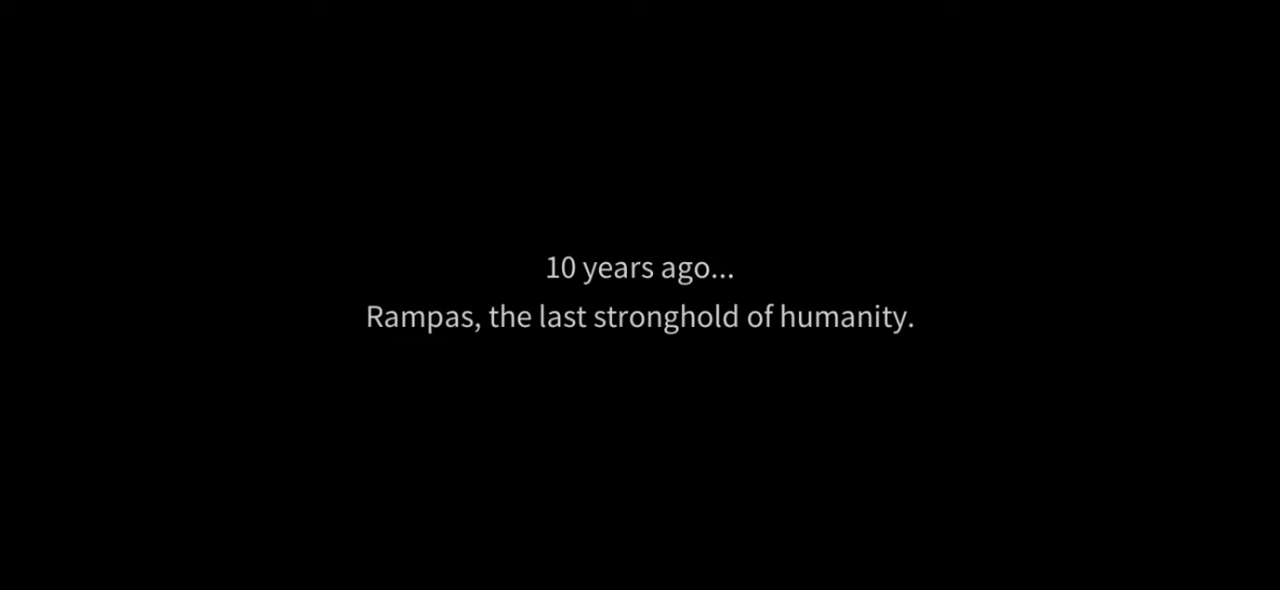 10 years ago...
Rampas, the last stronghold of humanity.